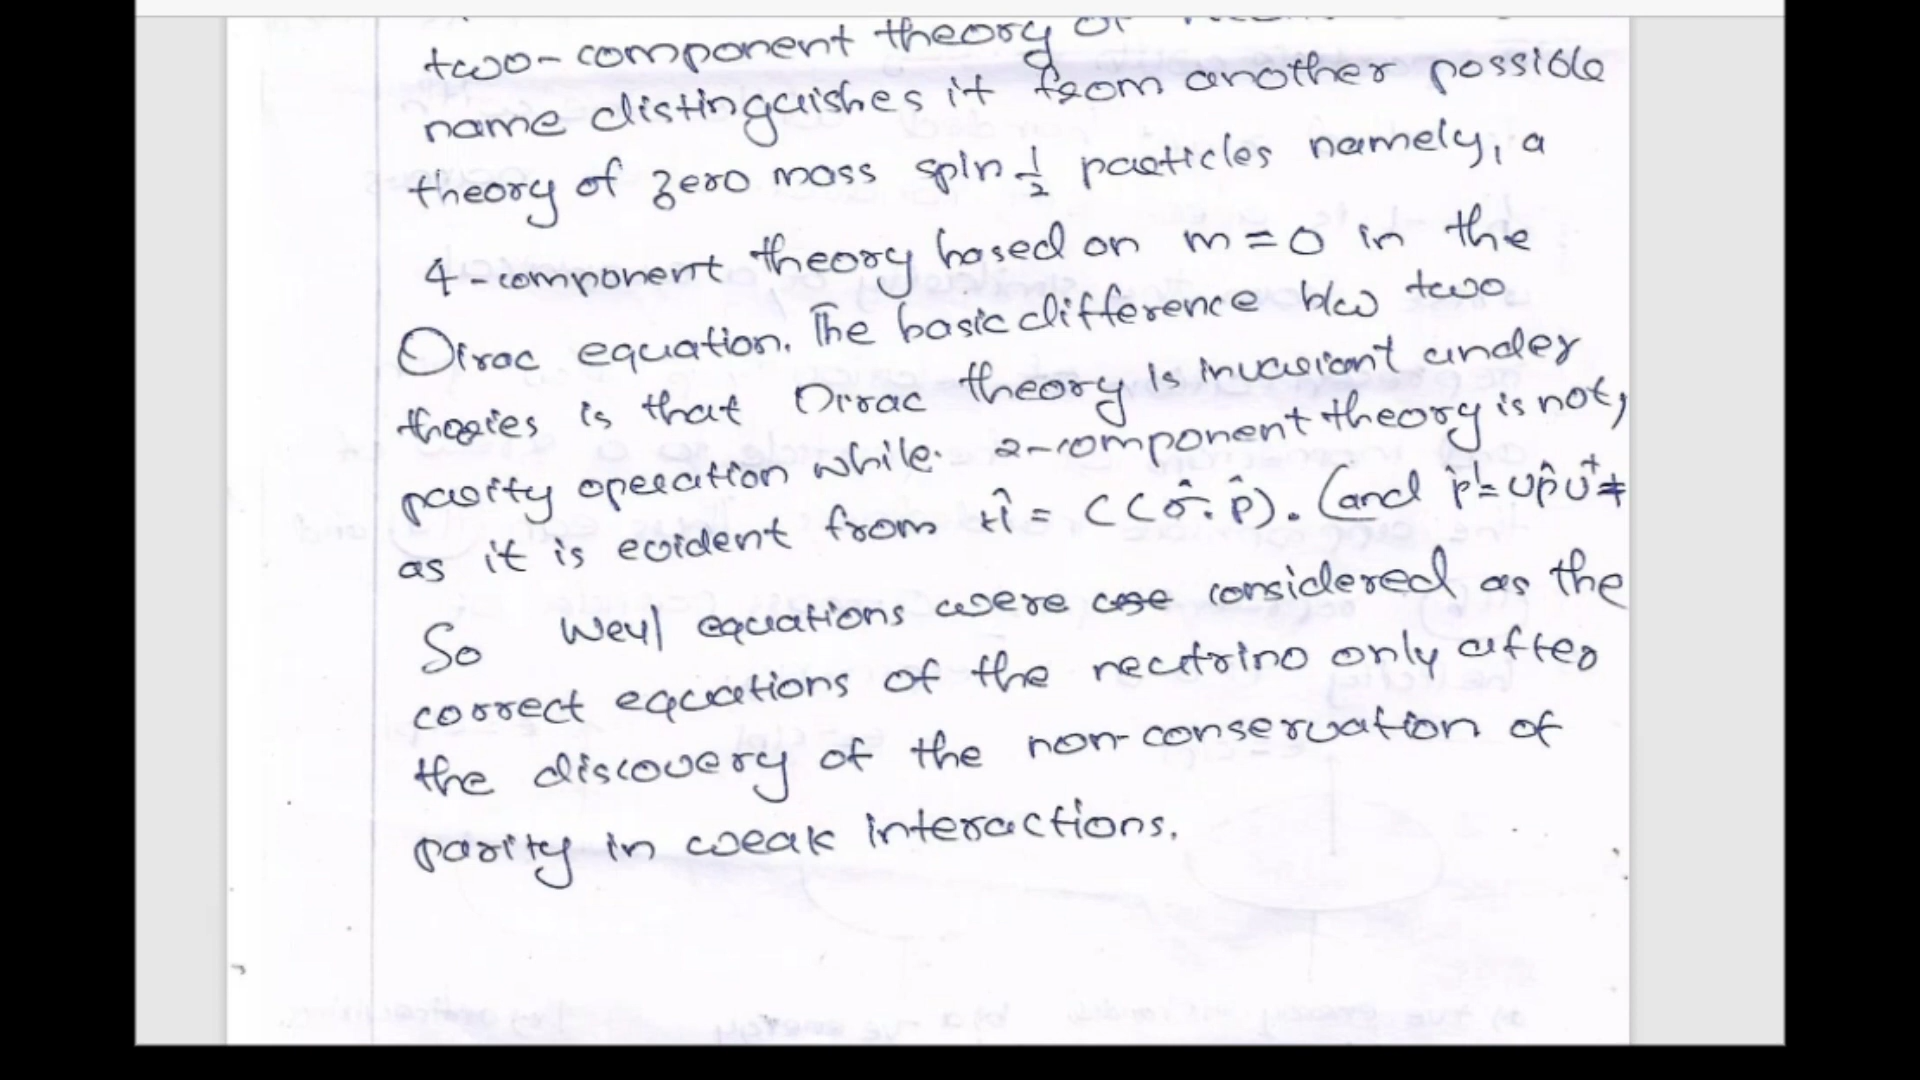 two-component theory of
name distinguishes it from another possible
theory of zero mass spin 1/2 particles namely, a
4-component theory based on m = 0 in the
Dirac equation. The basic difference b/w two
theories is that Dirac theory is invariant under
parity operation while 2-component theory is not,
as it is evident from Ĥ = C(σ̂.p̂). (and p̂' = Up̂U⁺ =
So Weyl equations were considered as the
correct equations of the neutrino only after
the discovery of the non-conservation of
parity in weak interactions.